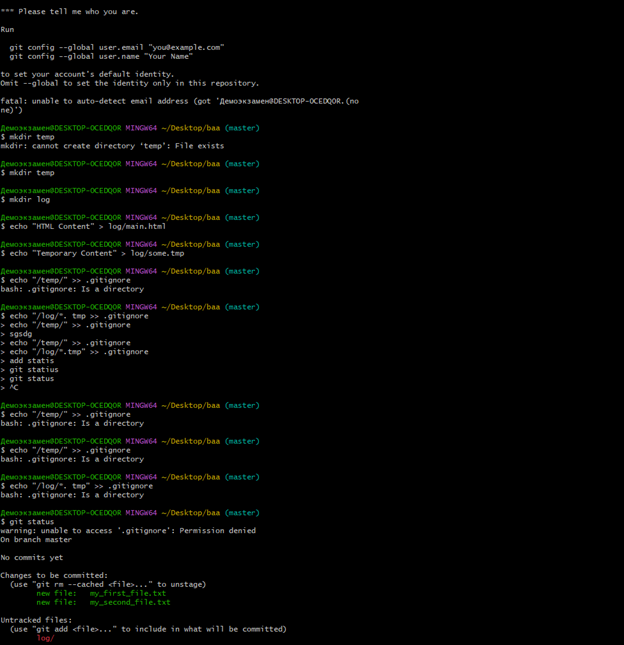 *** Please tell me who you are.
Run
git config --global user.email "you@example.com"
git config --global user.name "Your Name"
to set your account's default identity.
Omit --global to set the identity only in this repository.
fatal: unable to auto-detect email address (got 'Демоэкзамен@DESKTOP-OCEDQOR.(no
ne)')
Демоэкзамен@DESKTOP-OCEDQOR MINGW64 ~/Desktop/baa (master)
$ mkdir temp
mkdir: cannot create directory 'temp': File exists
Демоэкзамен@DESKTOP-OCEDQOR MINGW64 ~/Desktop/baa (master)
$ mkdir temp
Демоэкзамен@DESKTOP-OCEDQOR MINGW64 ~/Desktop/baa (master)
$ mkdir log
Демоэкзамен@DESKTOP-OCEDQOR MINGW64 ~/Desktop/baa (master)
$ echo "HTML Content" > log/main.html
Демоэкзамен@DESKTOP-OCEDQOR MINGW64 ~/Desktop/baa (master)
$ echo "Temporary Content" > log/some.tmp
Демоэкзамен@DESKTOP-OCEDQOR MINGW64 ~/Desktop/baa (master)
$ echo "/temp/" >> .gitignore
bash: .gitignore: Is a directory
Демоэкзамен@DESKTOP-OCEDQOR MINGW64 ~/Desktop/baa (master)
$ echo "/log/*. tmp >> .gitignore
> echo "/temp/" >> .gitignore
> sgsdg
> echo "/temp/" >> .gitignore
> echo "/log/*.tmp" >> .gitignore
> add statis
> git statius
> git status
> ^C
Демоэкзамен@DESKTOP-OCEDQOR MINGW64 ~/Desktop/baa (master)
$ echo "/temp/" >> .gitignore
bash: .gitignore: Is a directory
Демоэкзамен@DESKTOP-OCEDQOR MINGW64 ~/Desktop/baa (master)
$ echo "/temp/" >> .gitignore
bash: .gitignore: Is a directory
Демоэкзамен@DESKTOP-OCEDQOR MINGW64 ~/Desktop/baa (master)
$ echo "/log/*. tmp" >> .gitignore
bash: .gitignore: Is a directory
Демоэкзамен@DESKTOP-OCEDQOR MINGW64 ~/Desktop/baa (master)
$ git status
warning: unable to access '.gitignore': Permission denied
On branch master
No commits yet
Changes to be committed:
(use "git rm --cached <file>..." to unstage)
new file:   my_first_file.txt
new file:   my_second_file.txt
Untracked files:
(use "git add <file>..." to include in what will be committed)
log/